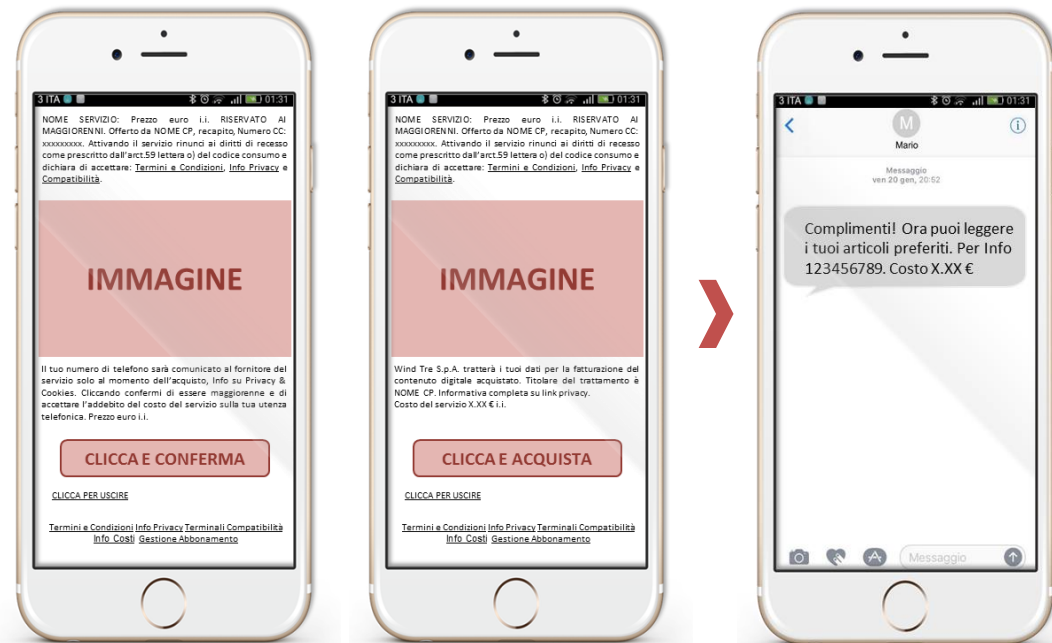 3 ITA 01:31
NOME SERVIZIO: Prezzo euro i.i. RISERVATO AI
MAGGIORENNI. Offerto da NOME CP, recapito, Numero CC:
xxxxxxxxx. Attivando il servizio rinunci ai diritti di recesso
come prescritto dall'arct.59 lettera o) del codice consumo e
dichiara di accettare: Termini e Condizioni, Info Privacy e
Compatibilità.
IMMAGINE
Il tuo numero di telefono sarà comunicato al fornitore del
servizio solo al momento dell'acquisto, Info su Privacy &
Cookies. Cliccando confermi di essere maggiorenne e di
accettare l'addebito del costo del servizio sulla tua utenza
telefonica. Prezzo euro i.i.
CLICCA E CONFERMA
CLICCA PER USCIRE
Termini e Condizioni Info Privacy Terminali Compatibilità
Info Costi Gestione Abbonamento
3 ITA 01:31
NOME SERVIZIO: Prezzo euro i.i. RISERVATO AI
MAGGIORENNI. Offerto da NOME CP, recapito, Numero CC:
xxxxxxxxx. Attivando il servizio rinunci ai diritti di recesso
come prescritto dall'arct.59 lettera o) del codice consumo e
dichiara di accettare: Termini e Condizioni, Info Privacy e
Compatibilità.
IMMAGINE
Wind Tre S.p.A. tratterà i tuoi dati per la fatturazione del
contenuto digitale acquistato. Titolare del trattamento è
NOME CP. Informativa completa su link privacy.
Costo del servizio X.XX € i.i.
CLICCA E ACQUISTA
CLICCA PER USCIRE
Termini e Condizioni Info Privacy Terminali Compatibilità
Info Costi Gestione Abbonamento
3 ITA 01:31
M
Mario
Messaggio
ven 20 gen, 20:52
Complimenti! Ora puoi leggere
i tuoi articoli preferiti. Per Info
123456789. Costo X.XX €
Messaggio